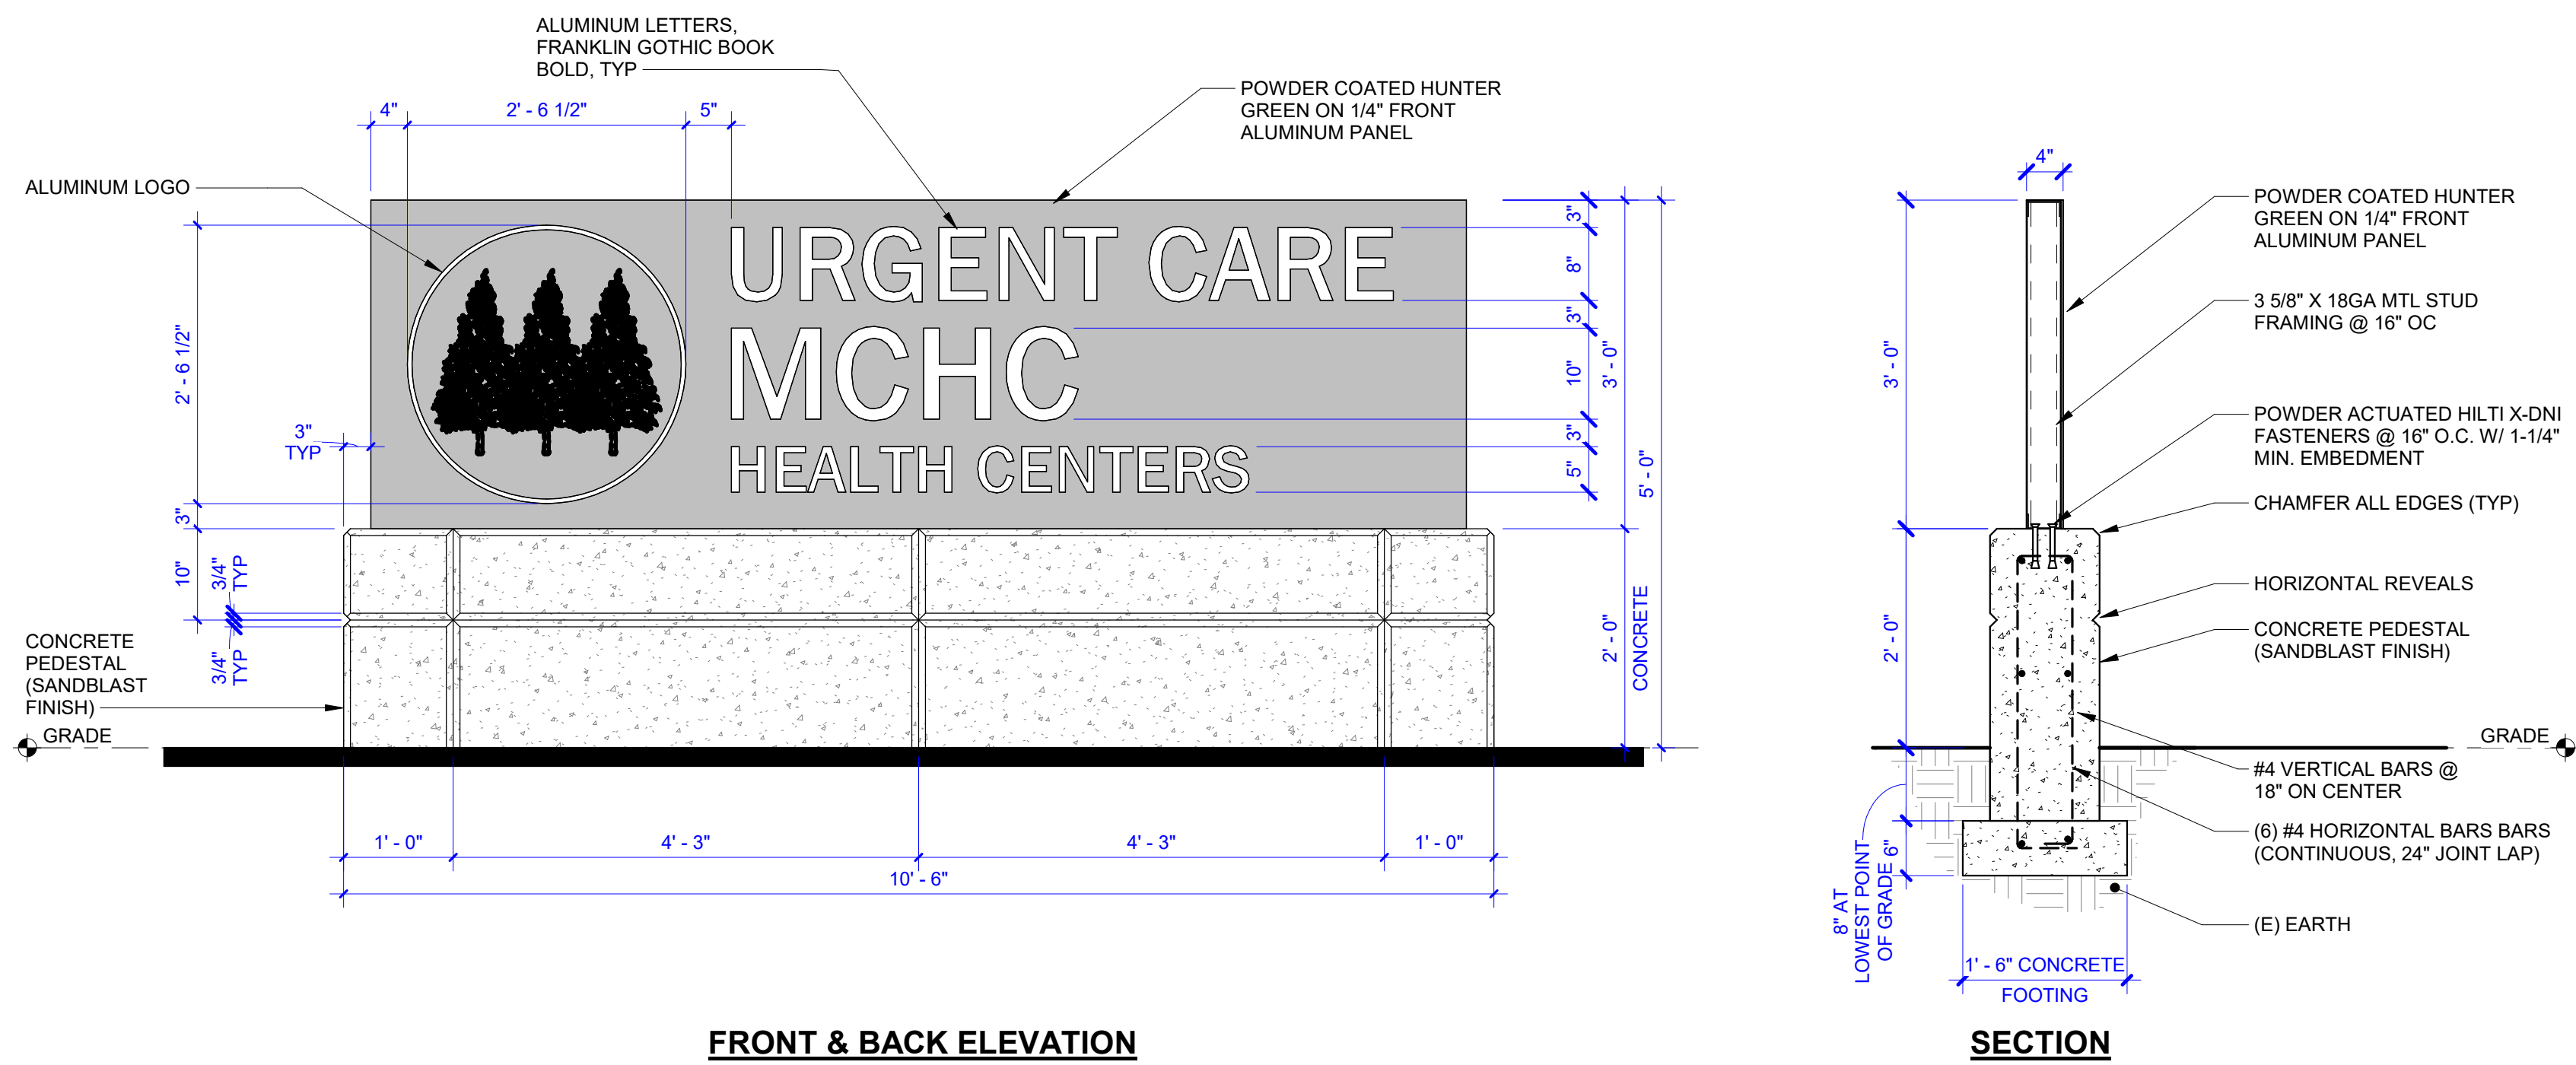 ALUMINUM LETTERS,
FRANKLIN GOTHIC BOOK
BOLD, TYP
POWDER COATED HUNTER
GREEN ON 1/4" FRONT
ALUMINUM PANEL
4"
2' - 6 1/2"
5"
ALUMINUM LOGO
URGENT CARE
MCHC
HEALTH CENTERS
2' - 6 1/2"
3"
TYP
3"
10"
3/4"
TYP
3/4"
TYP
CONCRETE
PEDESTAL
(SANDBLAST
FINISH)
GRADE
3"
8"
3"
10"
3"
5"
3' - 0"
5' - 0"
2' - 0"
CONCRETE
1' - 0"
4' - 3"
4' - 3"
1' - 0"
10' - 6"
FRONT & BACK ELEVATION
4"
3' - 0"
2' - 0"
POWDER COATED HUNTER
GREEN ON 1/4" FRONT
ALUMINUM PANEL
3 5/8" X 18GA MTL STUD
FRAMING @ 16" OC
POWDER ACTUATED HILTI X-DNI
FASTENERS @ 16" O.C. W/ 1-1/4"
MIN. EMBEDMENT
CHAMFER ALL EDGES (TYP)
HORIZONTAL REVEALS
CONCRETE PEDESTAL
(SANDBLAST FINISH)
GRADE
#4 VERTICAL BARS @
18" ON CENTER
(6) #4 HORIZONTAL BARS BARS
(CONTINUOUS, 24" JOINT LAP)
(E) EARTH
8" AT
LOWEST POINT
OF GRADE
6"
1' - 6" CONCRETE
FOOTING
SECTION